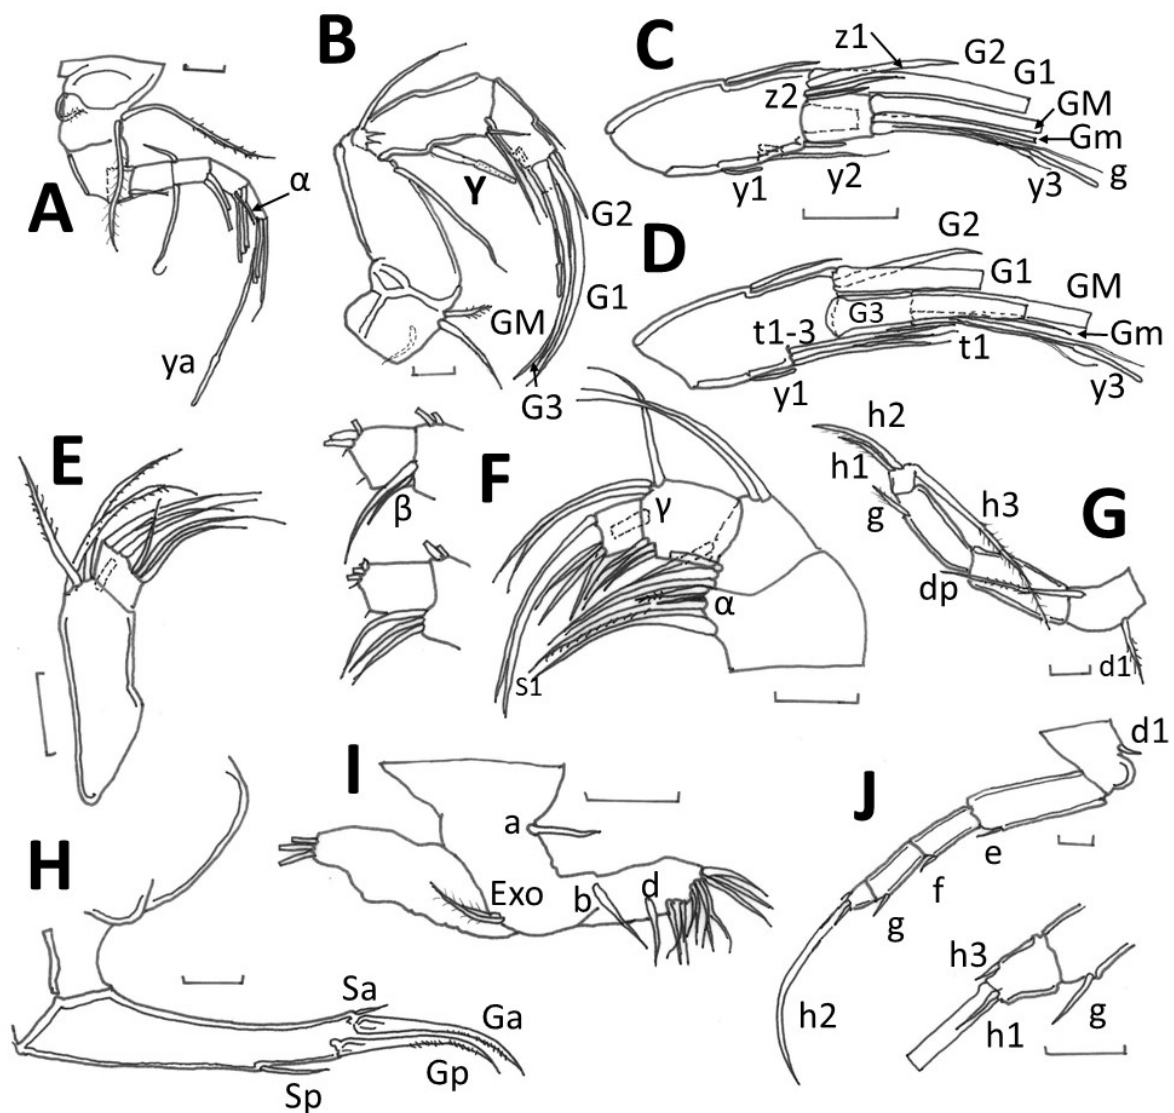 A
α
ya
B
Y
G2
G1
GM
G3
C
z1
G2
G1
z2
GM
Gm
y1
y2
y3
g
D
G2
G1
GM
G3
t1-3
Gm
t1
y1
y3
E
β
F
γ
α
S1
G
h2
h1
g
h3
dp
d1
H
Sa
Ga
Gp
Sp
I
a
Exo
b
d
J
d1
e
f
g
h2
h3
h1
g